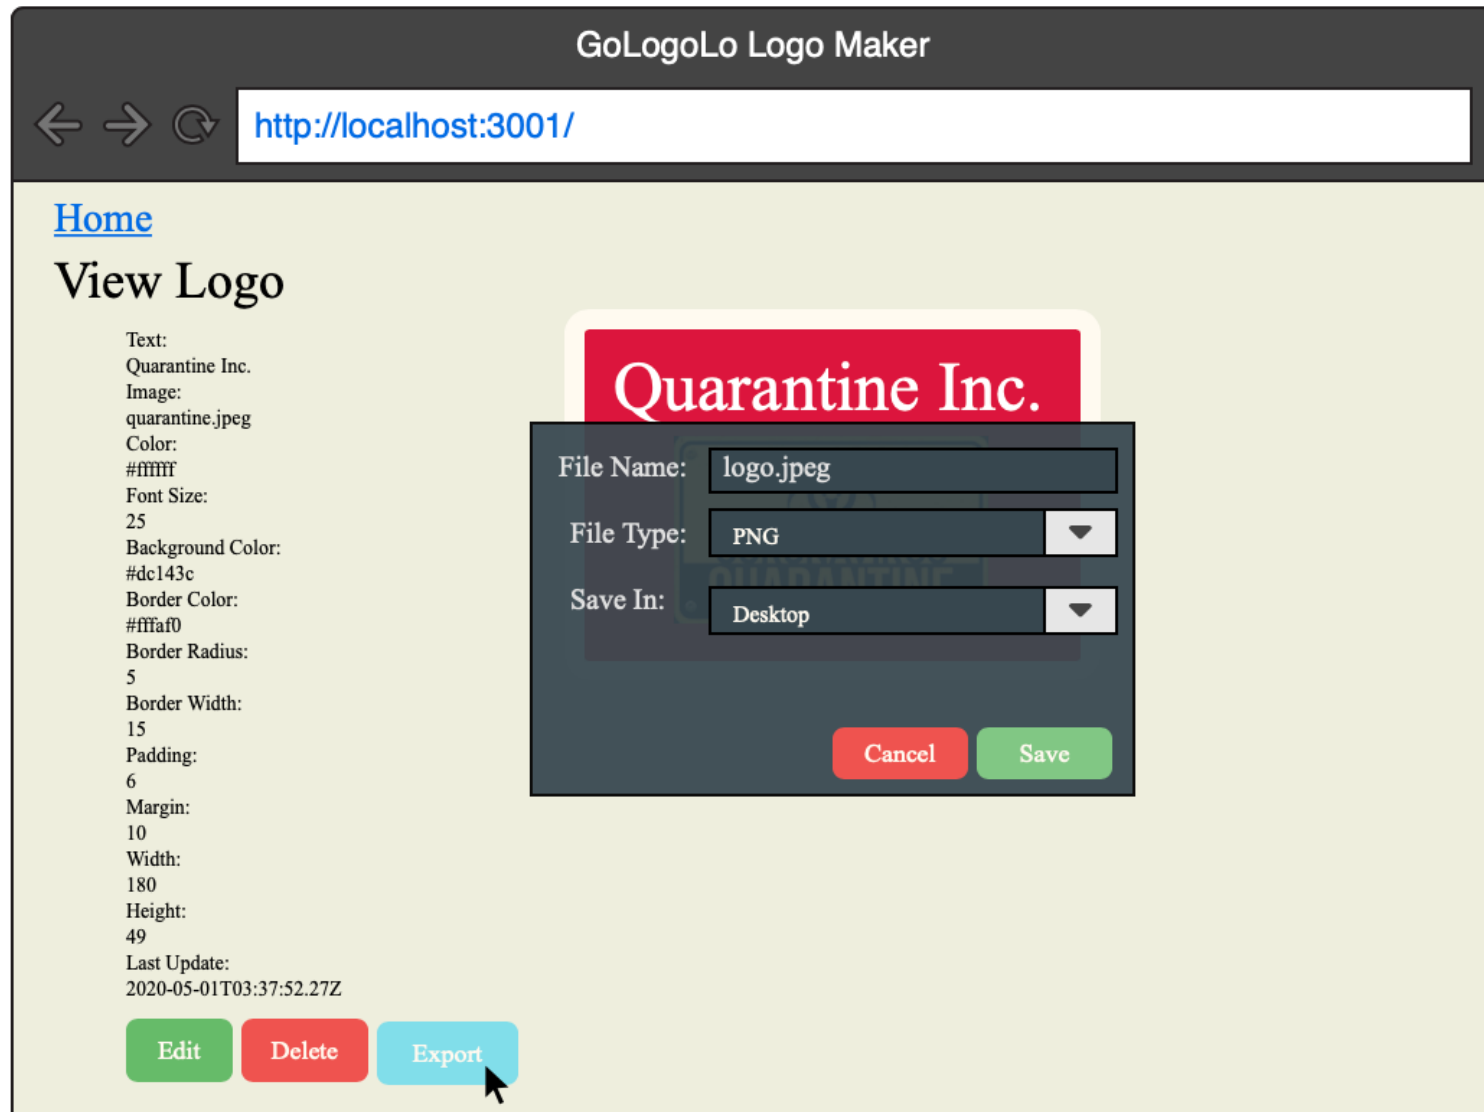 GoLogoLo Logo Maker
http://localhost:3001/
Home
View Logo
Text:
Quarantine Inc.
Image:
quarantine.jpeg
Color:
#ffffff
Font Size:
25
Background Color:
#dc143c
Border Color:
#fffaf0
Border Radius:
5
Border Width:
15
Padding:
6
Margin:
10
Width:
180
Height:
49
Last Update:
2020-05-01T03:37:52.27Z
Edit Delete Export
Quarantine Inc.
File Name: logo.jpeg
File Type: PNG
QUARANTINE
Save In: Desktop
Cancel Save